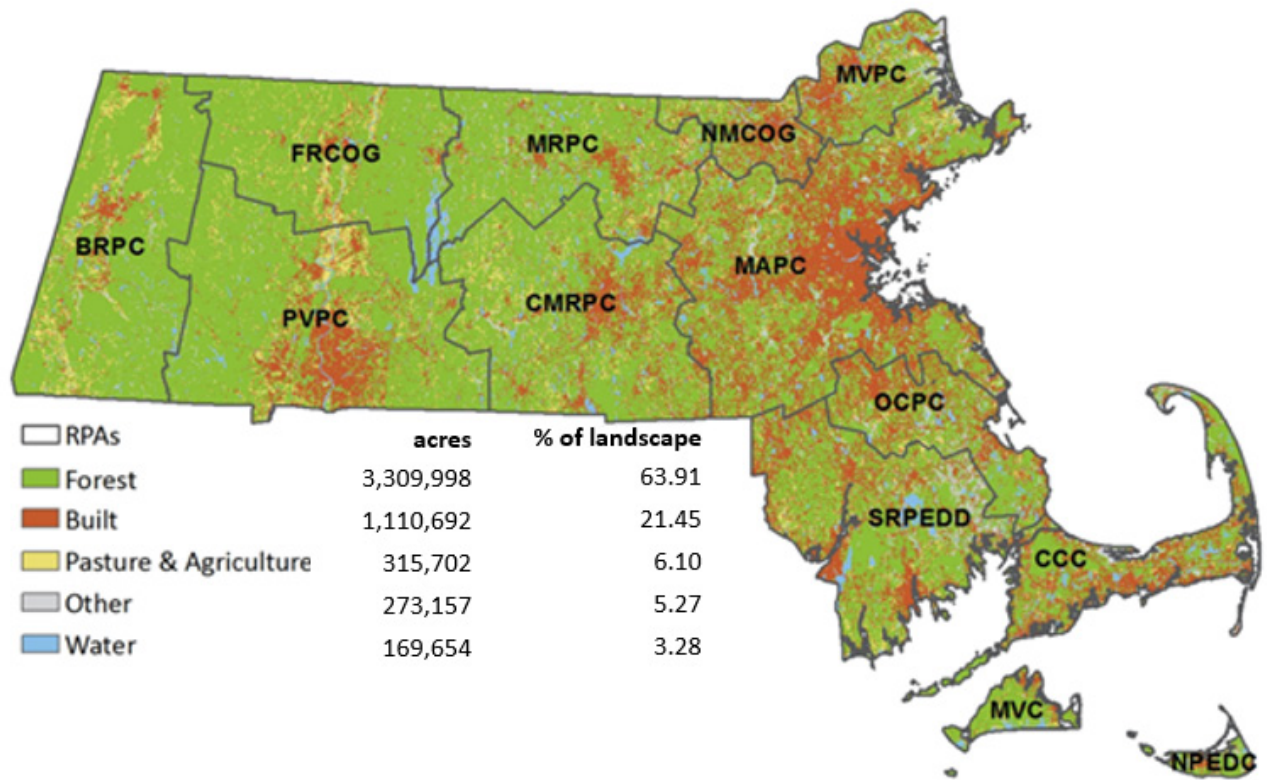 MVPC
NMCOG
MRPC
FRCOG
BRPC
MAPC
CMRPC
PVPC
OCPC
RPAs acres % of landscape
Forest 3,309,998 63.91
Built 1,110,692 21.45
SRPEDD
CCC
Pasture & Agriculture 315,702 6.10
Other 273,157 5.27
Water 169,654 3.28
MVC
NPEDC